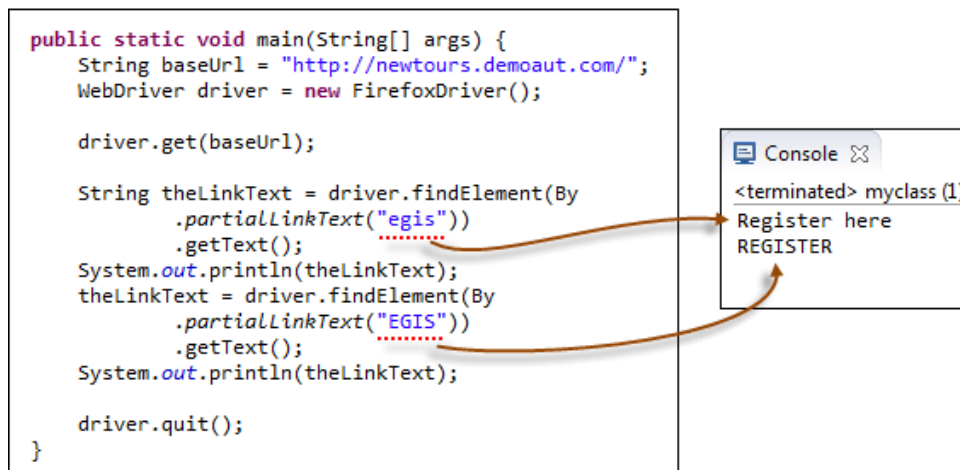 public static void main(String[] args) {
String baseUrl = "http://newtours.demoaut.com/";
WebDriver driver = new FirefoxDriver();
driver.get(baseUrl);
String theLinkText = driver.findElement(By
.partialLinkText("egis"))
.getText();
System.out.println(theLinkText);
theLinkText = driver.findElement(By
.partialLinkText("EGIS"))
.getText();
System.out.println(theLinkText);
driver.quit();
}
Console
<terminated> myclass (1)
Register here
REGISTER